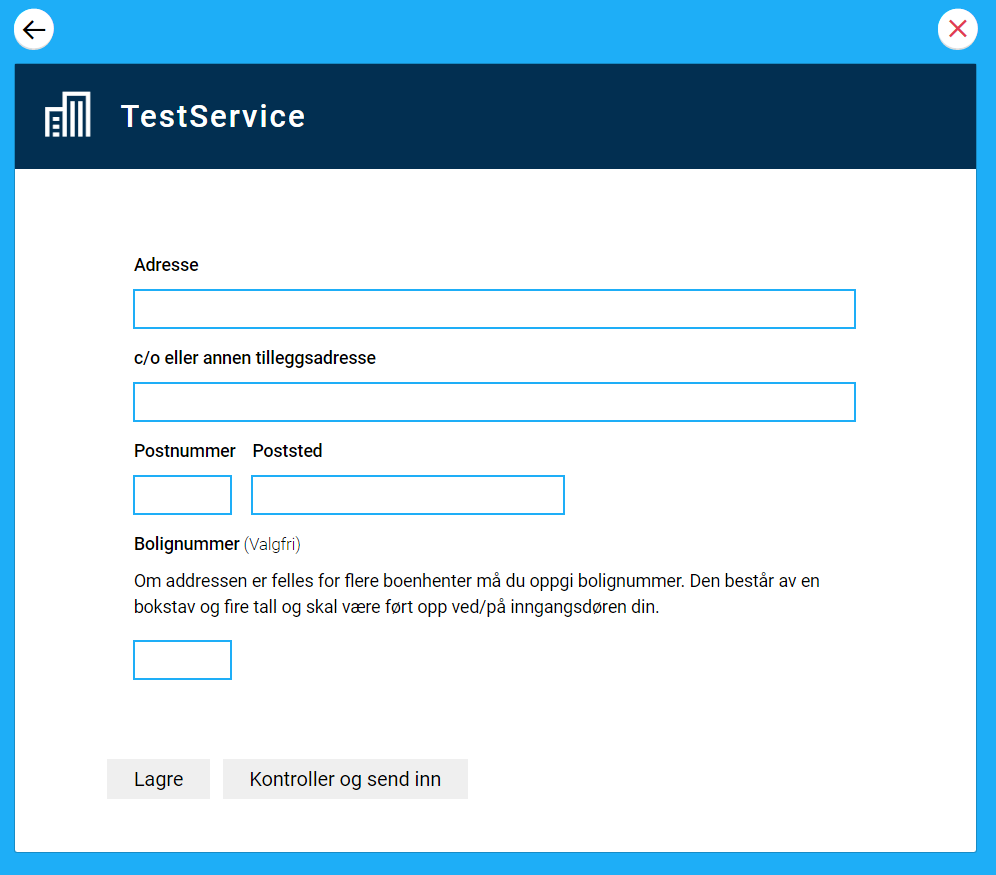 TestService
Adresse
c/o eller annen tilleggsadresse
Postnummer Poststed
Bolignummer (Valgfri)
Om addressen er felles for flere boenhenter må du oppgi bolignummer. Den består av en
bokstav og fire tall og skal være ført opp ved/på inngangsdøren din.
Lagre Kontroller og send inn